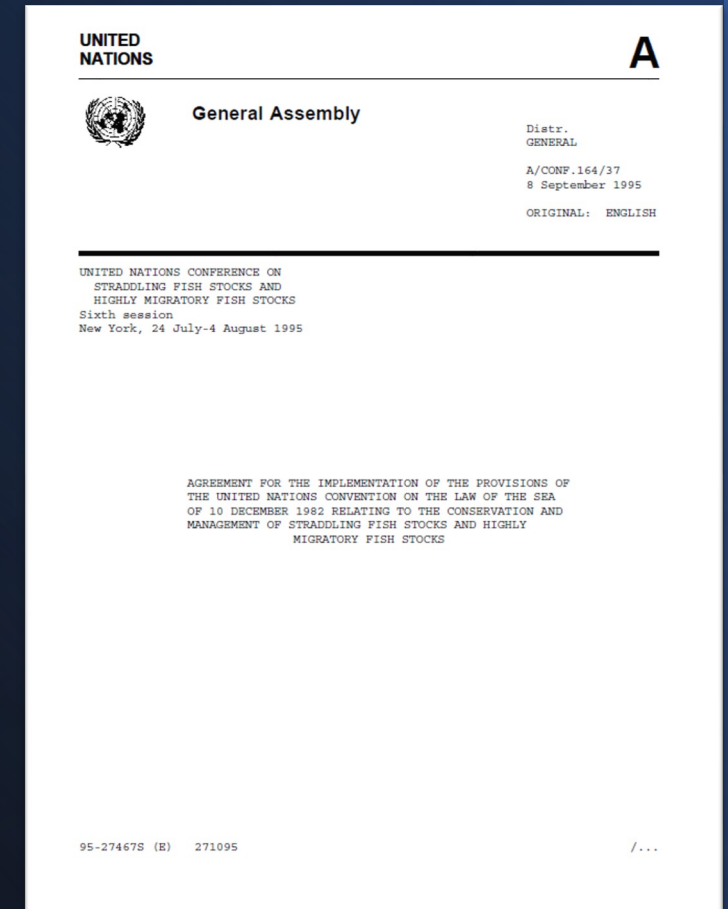 UNITED
NATIONS
A
General Assembly
Distr.
GENERAL
A/CONF.164/37
8 September 1995
ORIGINAL: ENGLISH
UNITED NATIONS CONFERENCE ON
STRADDLING FISH STOCKS AND
HIGHLY MIGRATORY FISH STOCKS
Sixth session
New York, 24 July-4 August 1995
AGREEMENT FOR THE IMPLEMENTATION OF THE PROVISIONS OF
THE UNITED NATIONS CONVENTION ON THE LAW OF THE SEA
OF 10 DECEMBER 1982 RELATING TO THE CONSERVATION AND
MANAGEMENT OF STRADDLING FISH STOCKS AND HIGHLY
MIGRATORY FISH STOCKS
95-27467S (E) 271095
/...